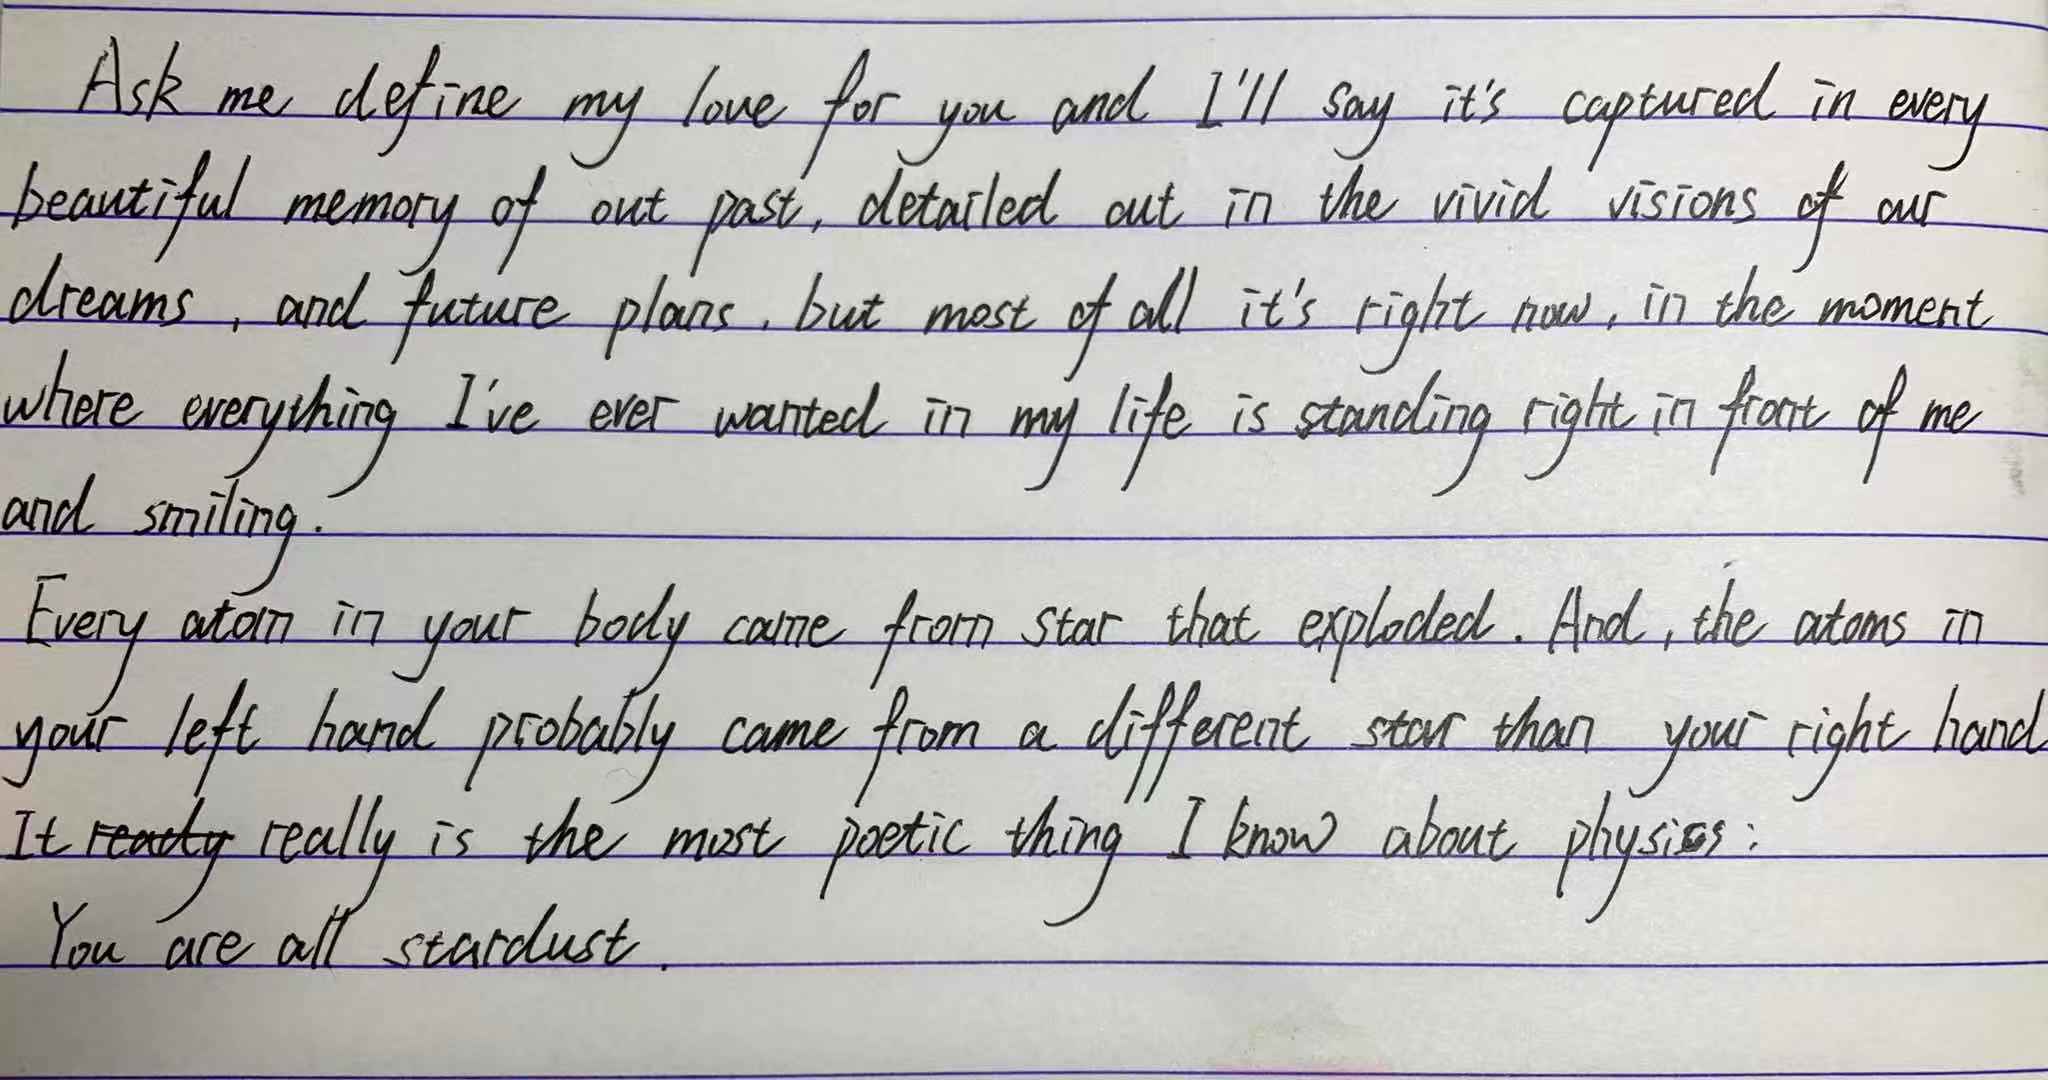 Ask me define my love for you and I'll say it's captured in every
beautiful memory of out past, detailed out in the vivid visions of our
dreams, and future plans, but most of all it's right now, in the moment
where everything I've ever wanted in my life is standing right in front of me
and smiling.
Every atom in your body came from star that exploded. And, the atoms in
your left hand probably came from a different star than your right hand
It ready really is the most poetic thing I know about physics:
You are all stardust.